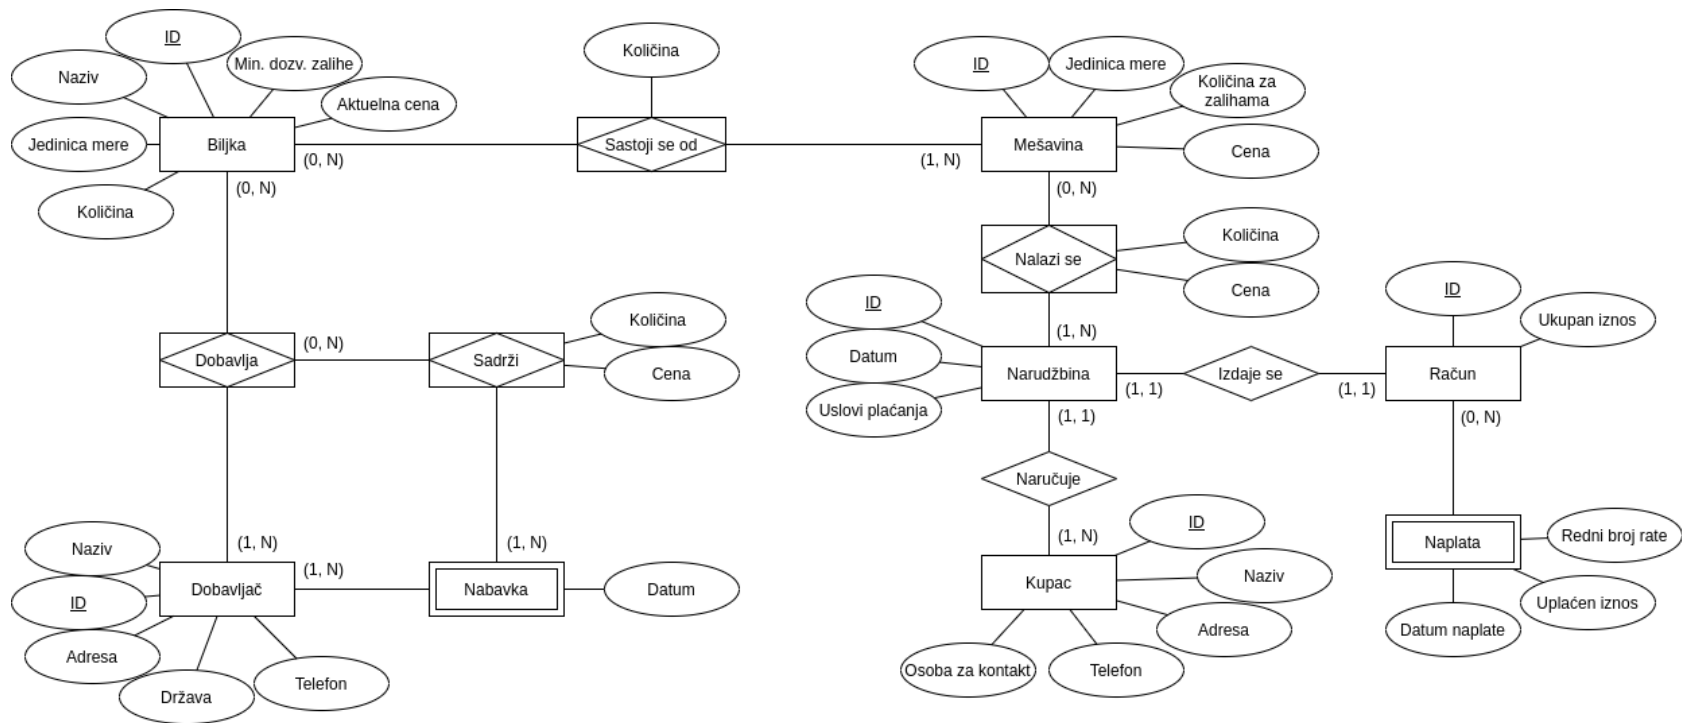 ID
Količina
Naziv
Min. dozv. zalihe
ID
Jedinica mere
Količina za
zalihama
Aktuelna cena
Jedinica mere
Biljka
Sastoji se od
Mešavina
Cena
(0, N)
(1, N)
(0, N)
(0, N)
Količina
Količina
Nalazi se
Cena
ID
ID
Količina
Ukupan iznos
(0, N)
(1, N)
Datum
Dobavlja
Sadrži
Cena
Narudžbina
Izdaje se
Račun
(1, 1)
(1, 1)
Uslovi plaćanja
(1, 1)
(0, N)
Naručuje
ID
(1, N)
(1, N)
(1, N)
Naziv
Naplata
Redni broj rate
(1, N)
Dobavljač
Nabavka
Datum
Kupac
Naziv
ID
Uplaćen iznos
Adresa
Adresa
Datum naplate
Osoba za kontakt
Telefon
Država
Telefon